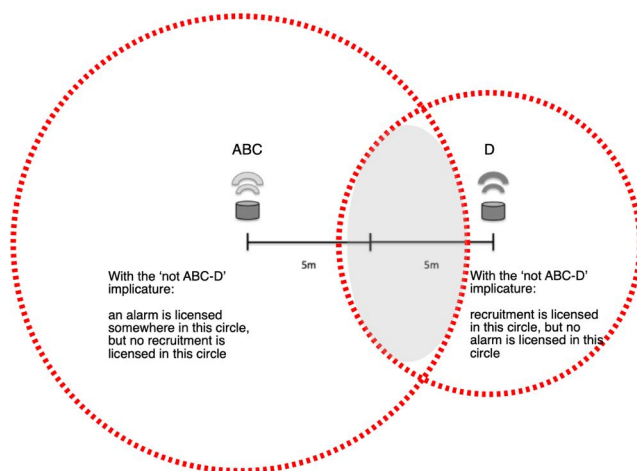 ABC
D
5m
5m
With the 'not ABC-D'
implicature:
an alarm is licensed
somewhere in this circle,
but no recruitment is
licensed in this circle
With the 'not ABC-D'
implicature:
recruitment is licensed
in this circle, but no
alarm is licensed in this
circle